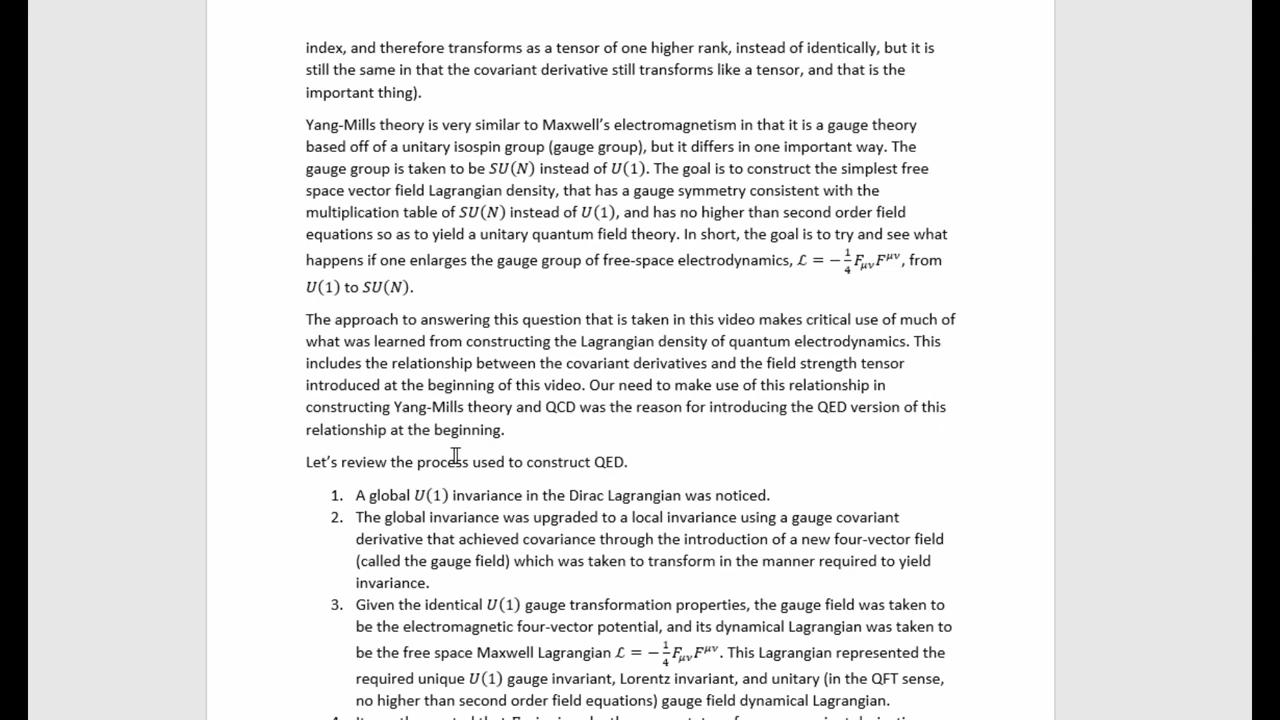 index, and therefore transforms as a tensor of one higher rank, instead of identically, but it is
still the same in that the covariant derivative still transforms like a tensor, and that is the
important thing).
Yang-Mills theory is very similar to Maxwell’s electromagnetism in that it is a gauge theory
based off of a unitary isospin group (gauge group), but it differs in one important way. The
gauge group is taken to be SU(N) instead of U(1). The goal is to construct the simplest free
space vector field Lagrangian density, that has a gauge symmetry consistent with the
multiplication table of SU(N) instead of U(1), and has no higher than second order field
equations so as to yield a unitary quantum field theory. In short, the goal is to try and see what
happens if one enlarges the gauge group of free-space electrodynamics, ℒ = −¼F_{μν}F^{μν}, from
U(1) to SU(N).
The approach to answering this question that is taken in this video makes critical use of much of
what was learned from constructing the Lagrangian density of quantum electrodynamics. This
includes the relationship between the covariant derivatives and the field strength tensor
introduced at the beginning of this video. Our need to make use of this relationship in
constructing Yang-Mills theory and QCD was the reason for introducing the QED version of this
relationship at the beginning.
Let’s review the process used to construct QED.
1. A global U(1) invariance in the Dirac Lagrangian was noticed.
2. The global invariance was upgraded to a local invariance using a gauge covariant
derivative that achieved covariance through the introduction of a new four-vector field
(called the gauge field) which was taken to transform in the manner required to yield
invariance.
3. Given the identical U(1) gauge transformation properties, the gauge field was taken to
be the electromagnetic four-vector potential, and its dynamical Lagrangian was taken to
be the free space Maxwell Lagrangian ℒ = −¼F_{μν}F^{μν}. This Lagrangian represented the
required unique U(1) gauge invariant, Lorentz invariant, and unitary (in the QFT sense,
no higher than second order field equations) gauge field dynamical Lagrangian.